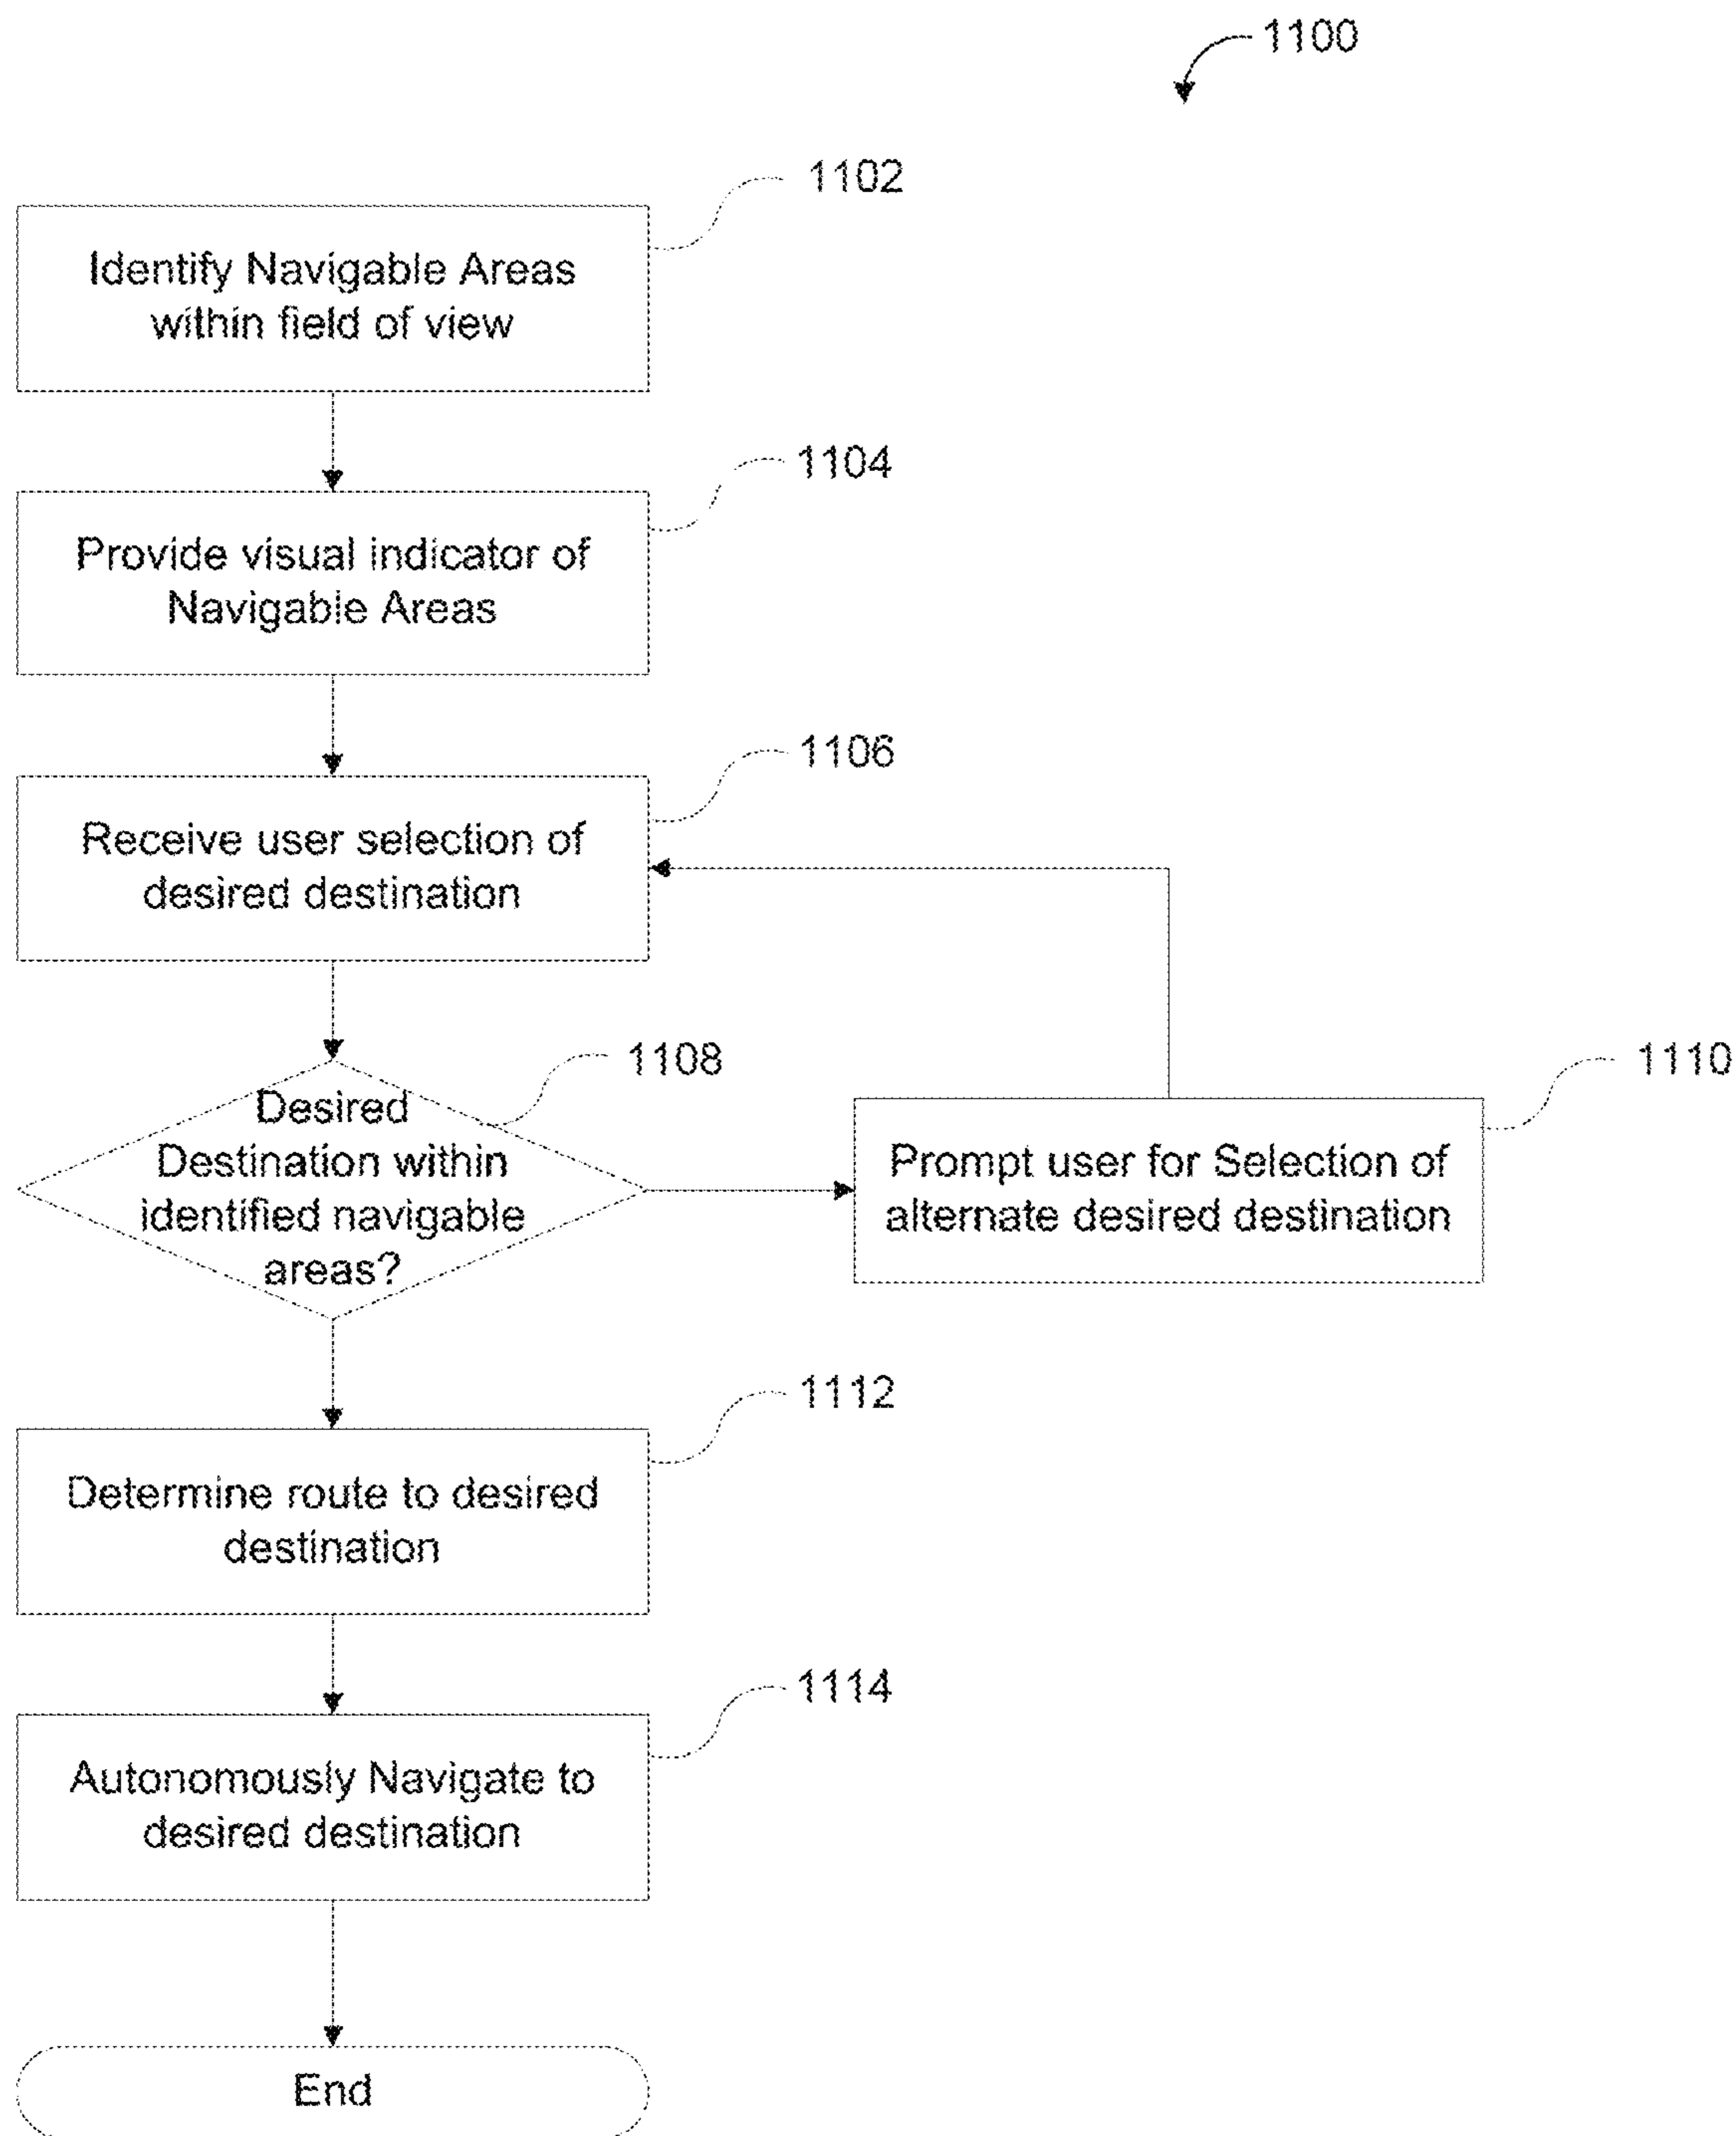 1100
1102
Identify Navigable Areas
within field of view
1104
Provide visual indicator of
Navigable Areas
1106
Receive user selection of
desired destination
1108
Desired
Destination within
identified navigable
areas?
1110
Prompt user for Selection of
alternate desired destination
1112
Determine route to desired
destination
1114
Autonomously Navigate to
desired destination
End